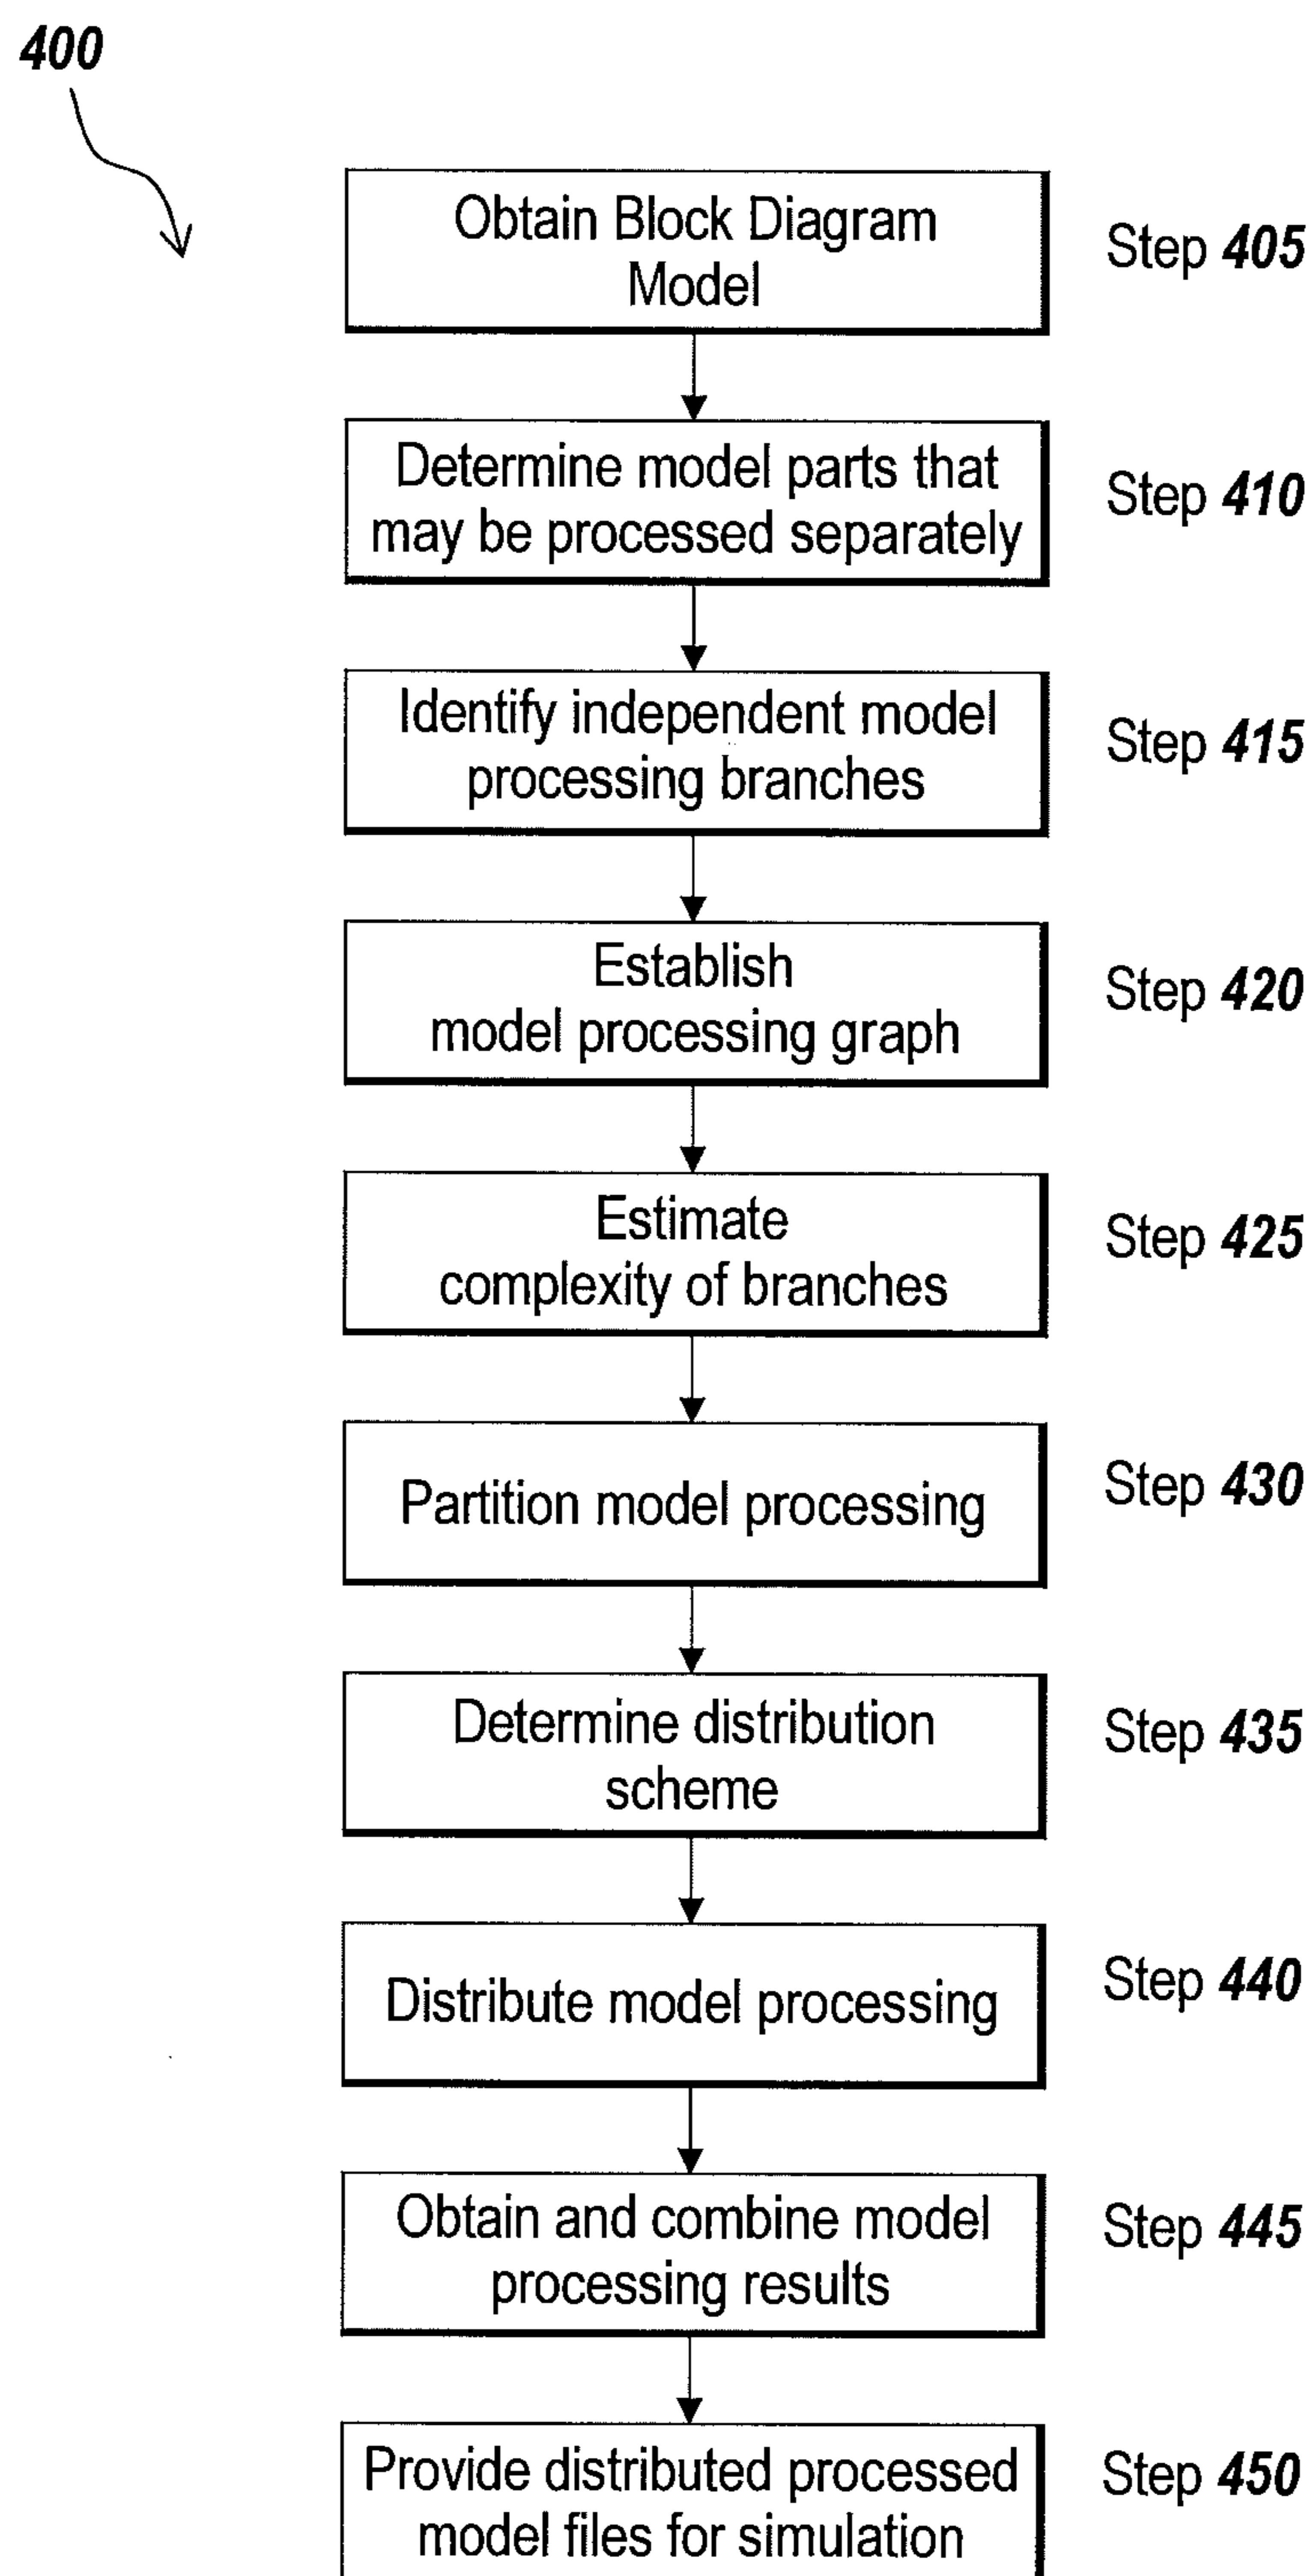 400
Obtain Block Diagram
Model
Step 405
Determine model parts that
may be processed separately
Step 410
Identify independent model
processing branches
Step 415
Establish
model processing graph
Step 420
Estimate
complexity of branches
Step 425
Partition model processing
Step 430
Determine distribution
scheme
Step 435
Distribute model processing
Step 440
Obtain and combine model
processing results
Step 445
Provide distributed processed
model files for simulation
Step 450